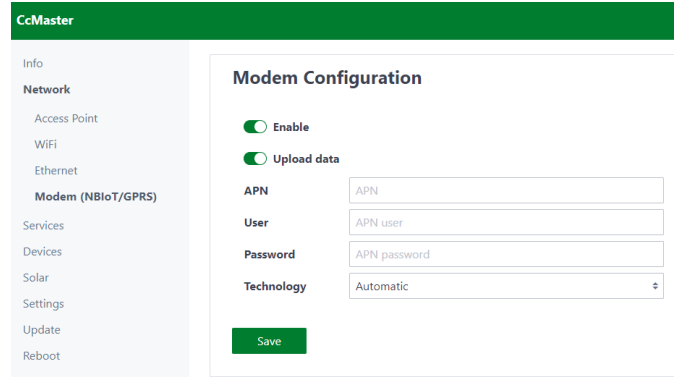 CcMaster
Info
Network
Access Point
WiFi
Ethernet
Modem (NBIoT/GPRS)
Services
Devices
Solar
Settings
Update
Reboot
Modem Configuration
Enable
Upload data
APN APN
User APN user
Password APN password
Technology Automatic
Save